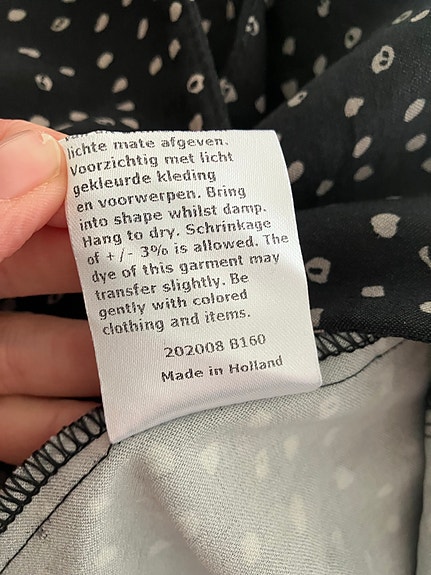 lichte mate afgeven.
Voorzichtig met licht
gekleurde kleding
en voorwerpen. Bring
into shape whilst damp.
Hang to dry. Schrinkage
of +/- 3% is allowed. The
dye of this garment may
transfer slightly. Be
gently with colored
clothing and items.
202008 B160
Made in Holland